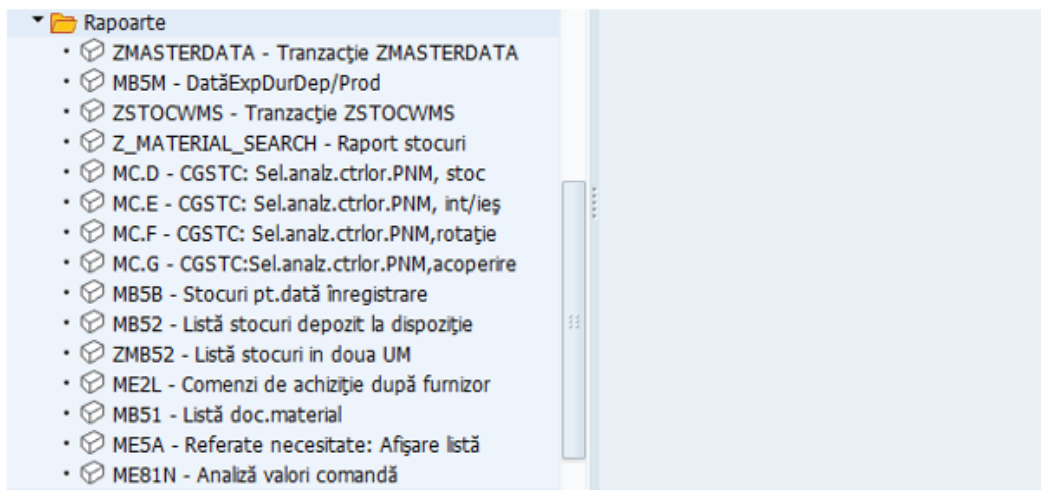 Rapoarte
ZMASTERDATA - Tranzacţie ZMASTERDATA
MB5M - DatăExpDurDep/Prod
ZSTOCWMS - Tranzacţie ZSTOCWMS
Z_MATERIAL_SEARCH - Raport stocuri
MC.D - CGSTC: Sel.analz.ctrlor.PNM, stoc
MC.E - CGSTC: Sel.analz.ctrlor.PNM, int/ieş
MC.F - CGSTC: Sel.analz.ctrlor.PNM,rotaţie
MC.G - CGSTC:Sel.analz.ctrlor.PNM,acoperire
MB5B - Stocuri pt.dată înregistrare
MB52 - Listă stocuri depozit la dispoziţie
ZMB52 - Listă stocuri in doua UM
ME2L - Comenzi de achiziţie după furnizor
MB51 - Listă doc.material
ME5A - Referate necesitate: Afişare listă
ME81N - Analiză valori comandă